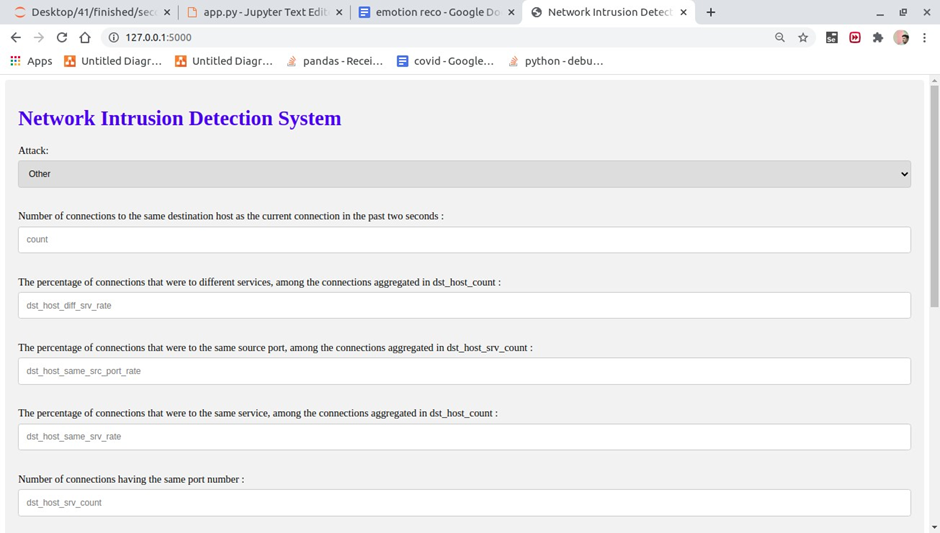 Desktop/41/finished/sec
app.py - Jupyter Text Edit
emotion reco - Google Do
Network Intrusion Detect
127.0.0.1:5000
Se
Apps
Untitled Diagr…
Untitled Diagr…
pandas - Recei…
covid - Google…
python - debu…
Network Intrusion Detection System
Attack:
Other
Number of connections to the same destination host as the current connection in the past two seconds :
count
The percentage of connections that were to different services, among the connections aggregated in dst_host_count :
dst_host_diff_srv_rate
The percentage of connections that were to the same source port, among the connections aggregated in dst_host_srv_count :
dst_host_same_src_port_rate
The percentage of connections that were to the same service, among the connections aggregated in dst_host_count :
dst_host_same_srv_rate
Number of connections having the same port number :
dst_host_srv_count